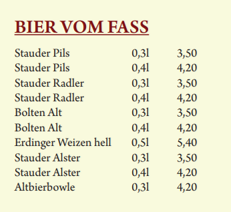 BIER VOM FASS
Stauder Pils 0,3l 3,50
Stauder Pils 0,4l 4,20
Stauder Radler 0,3l 3,50
Stauder Radler 0,4l 4,20
Bolten Alt 0,3l 3,50
Bolten Alt 0,4l 4,20
Erdinger Weizen hell 0,5l 5,40
Stauder Alster 0,3l 3,50
Stauder Alster 0,4l 4,20
Altbierbowle 0,3l 4,20